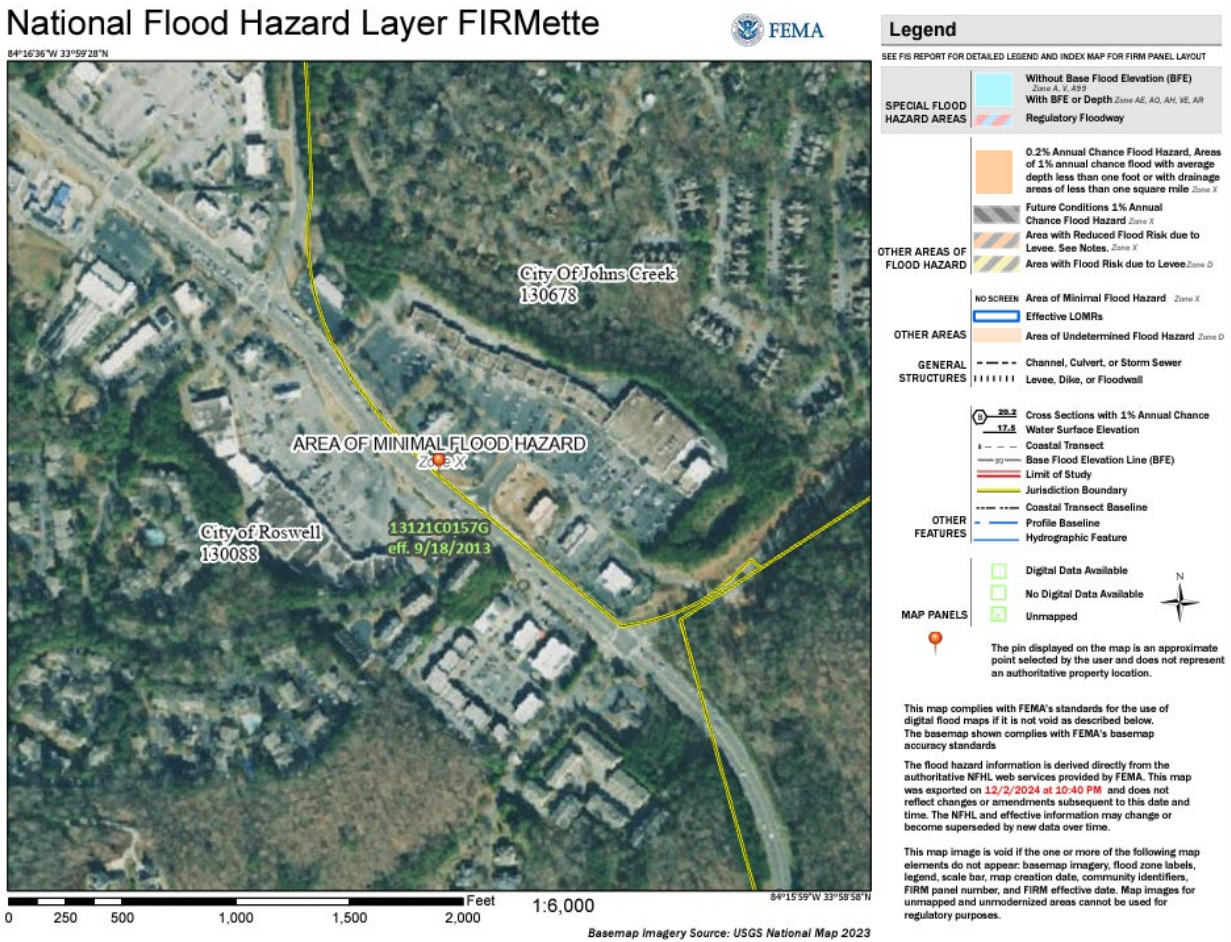 National Flood Hazard Layer FIRMette
FEMA
84°16'36"W 33°59'28"N
City Of Johns Creek
130678
AREA OF MINIMAL FLOOD HAZARD
Zone X
City of Roswell
130088
13121C0157G
eff. 9/18/2013
84°15'59"W 33°58'58"N
0 250 500 1,000 1,500 2,000
Feet
1:6,000
Basemap Imagery Source: USGS National Map 2023
Legend
SEE FIS REPORT FOR DETAILED LEGEND AND INDEX MAP FOR FIRM PANEL LAYOUT
SPECIAL FLOOD
HAZARD AREAS
Without Base Flood Elevation (BFE)
Zone A, V, A99
With BFE or Depth Zone AE, AO, AH, VE, AR
Regulatory Floodway
OTHER AREAS OF
FLOOD HAZARD
0.2% Annual Chance Flood Hazard, Areas
of 1% annual chance flood with average
depth less than one foot or with drainage
areas of less than one square mile Zone X
Future Conditions 1% Annual
Chance Flood Hazard Zone X
Area with Reduced Flood Risk due to
Levee. See Notes. Zone X
Area with Flood Risk due to Levee Zone D
OTHER AREAS
NO SCREEN Area of Minimal Flood Hazard Zone X
Effective LOMRs
Area of Undetermined Flood Hazard Zone D
GENERAL
STRUCTURES
Channel, Culvert, or Storm Sewer
Levee, Dike, or Floodwall
OTHER
FEATURES
B 20.2 Cross Sections with 1% Annual Chance
17.5 Water Surface Elevation
8 Coastal Transect
513 Base Flood Elevation Line (BFE)
Limit of Study
Jurisdiction Boundary
Coastal Transect Baseline
Profile Baseline
Hydrographic Feature
MAP PANELS
Digital Data Available
No Digital Data Available
Unmapped
N
The pin displayed on the map is an approximate
point selected by the user and does not represent
an authoritative property location.
This map complies with FEMA's standards for the use of
digital flood maps if it is not void as described below.
The basemap shown complies with FEMA's basemap
accuracy standards
The flood hazard information is derived directly from the
authoritative NFHL web services provided by FEMA. This map
was exported on 12/2/2024 at 10:40 PM and does not
reflect changes or amendments subsequent to this date and
time. The NFHL and effective information may change or
become superseded by new data over time.
This map image is void if the one or more of the following map
elements do not appear: basemap imagery, flood zone labels,
legend, scale bar, map creation date, community identifiers,
FIRM panel number, and FIRM effective date. Map images for
unmapped and unmodernized areas cannot be used for
regulatory purposes.